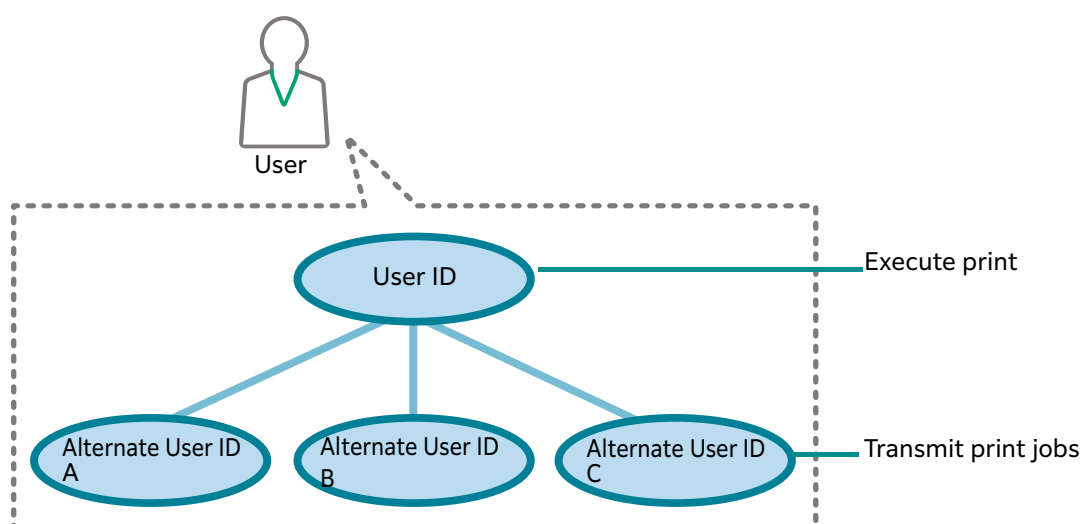 User
User ID
Execute print
Alternate User ID
A
Alternate User ID
B
Alternate User ID
C
Transmit print jobs